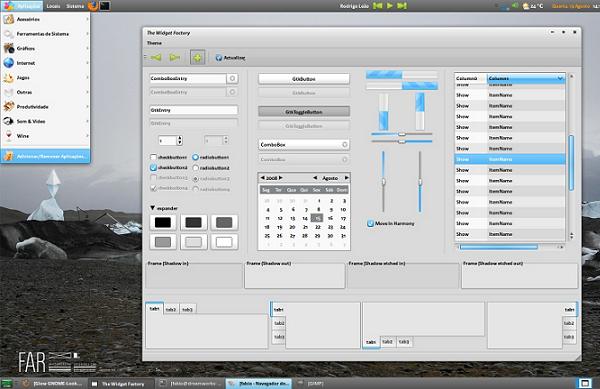 Aplicações Locais Sistema
Rodrigo Leão
24 °C
Quarta, 13 Agosto
Acessórios
Ferramentas de Sistema
Gráficos
Internet
Jogos
Outras
Produtividade
Som & Vídeo
Wine
Adicionar/Remover Aplicações...
The Widget Factory
Theme
Actualizar
ComboBoxEntry
ComboBoxEntry
GtkEntry
GtkEntry
1
1
checkbutton1 radiobutton1
checkbutton2 radiobutton2
checkbutton3 radiobutton3
checkbutton4 radiobutton4
expander
GtkButton
GtkButton
GtkToggleButton
GtkToggleButton
ComboBox
ComboBox
2008 Agosto
Seg Ter Qua Qui Sex Sáb Dom
28 29 30 31 1 2 3
4 5 6 7 8 9 10
11 12 13 14 15 16 17
18 19 20 21 22 23 24
25 26 27 28 29 30 31
1 2 3 4 5 6 7
Move In Harmony
Column0 Column1
Show ItemName
Show ItemName
Show ItemName
Show ItemName
Show ItemName
Show ItemName
Show ItemName
Show ItemName
Show ItemName
Show ItemName
Show ItemName
Show ItemName
Show ItemName
Show ItemName
Frame (Shadow in)
Frame (Shadow out)
Frame (Shadow etched in)
Frame (Shadow etched out)
tab1 tab2 tab3
tab1
tab2
tab3
tab1 tab2 tab3
tab1
tab2
tab3
FAR
[Slow GNOME-Look...
The Widget Factory
[fabio@dreamworks:
fabio - Navegador de...
[GIMP]